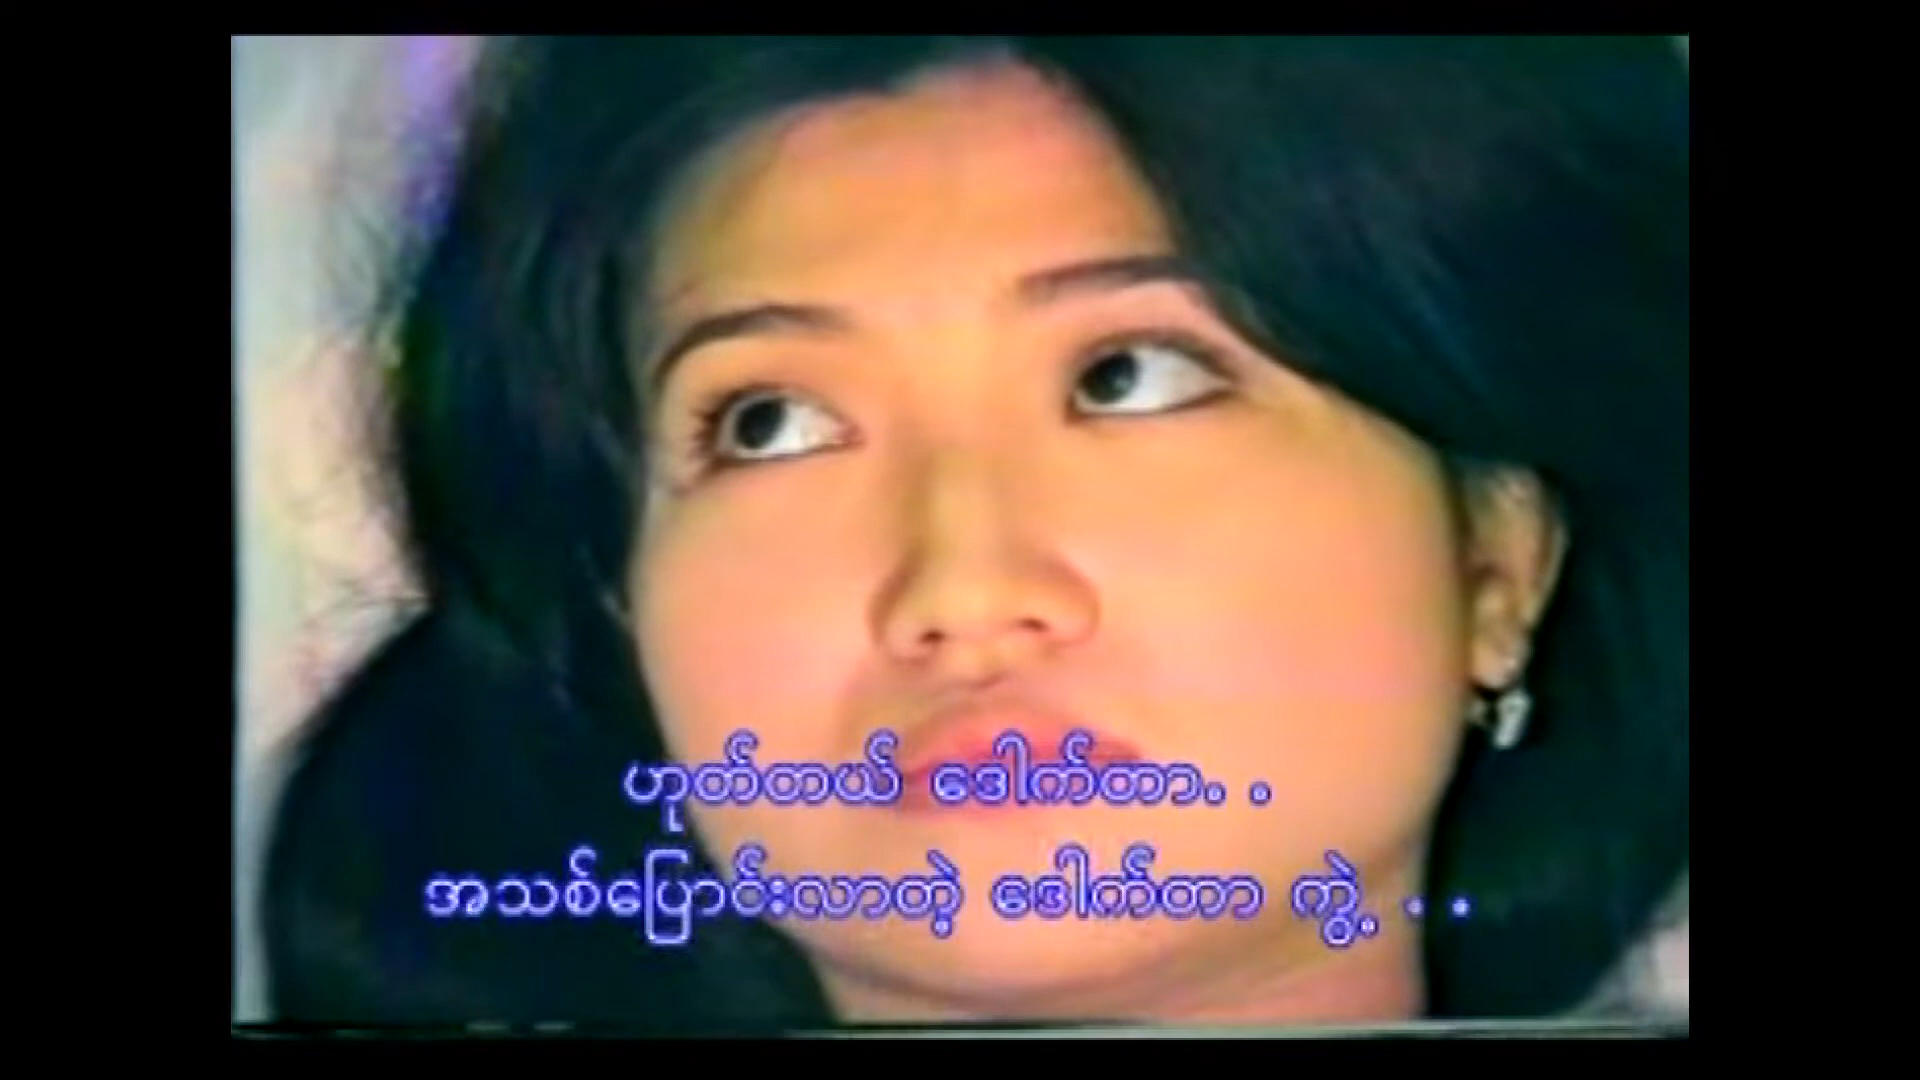 ဟုတ်တယ် ဒေါက်တာ. .
အသစ်ပြောင်းလာတဲ့ ဒေါက်တာ ကွဲ့. . .